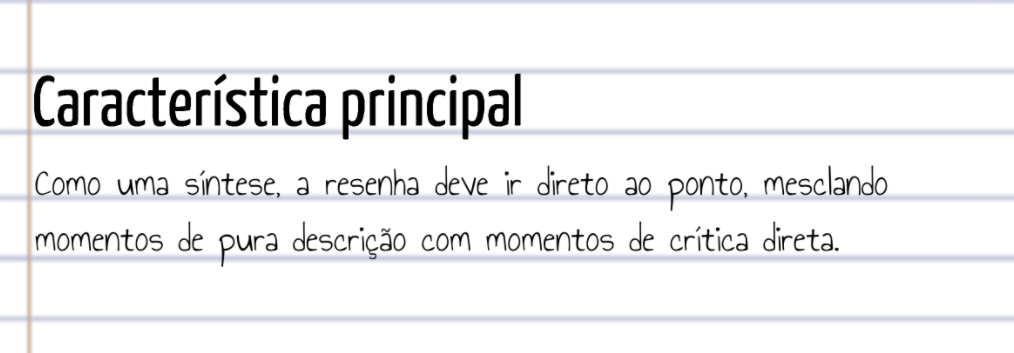 Característica principal
Como uma síntese, a resenha deve ir direto ao ponto, mesclando
momentos de pura descrição com momentos de crítica direta.